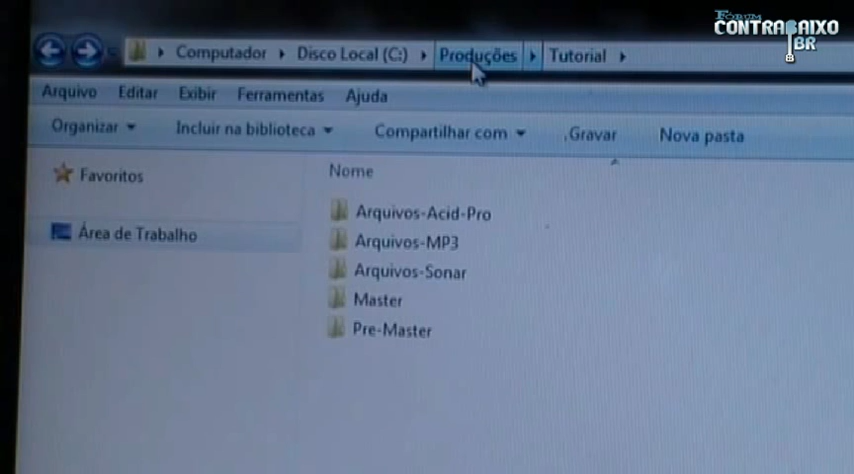 Fórum
CONTRABAIXO
BR
Computador Disco Local (C:) Produções Tutorial
Arquivo Editar Exibir Ferramentas Ajuda
Organizar Incluir na biblioteca Compartilhar com Gravar Nova pasta
Favoritos
Nome
Área de Trabalho
Arquivos-Acid-Pro
Arquivos-MP3
Arquivos-Sonar
Master
Pre-Master